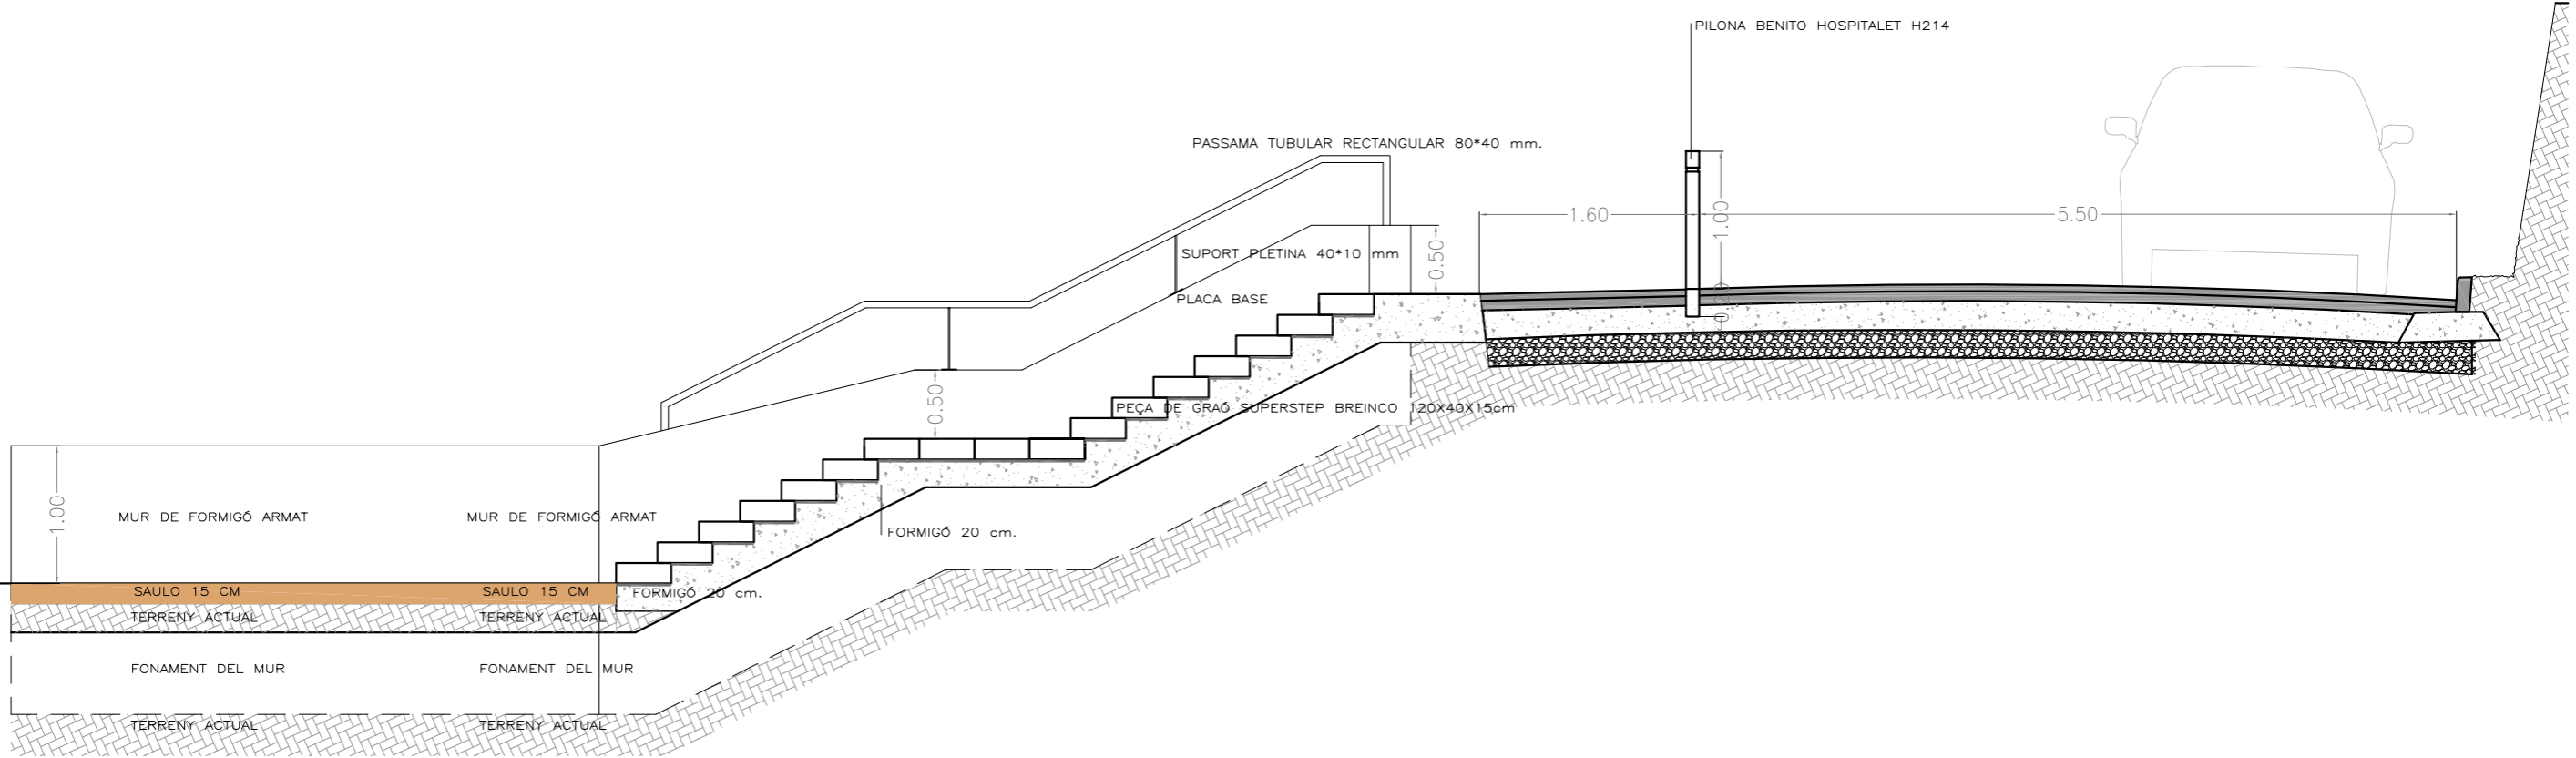 PILONA BENITO HOSPITALET H214
PASSAMÀ TUBULAR RECTANGULAR 80*40 mm.
1.60
1.00
5.50
SUPORT PLETINA 40*10 mm
0.50
PLACA BASE
0.20
0.50
PEÇA DE GRAÓ SUPERSTEP BREINCO 120X40X15cm
1.00
MUR DE FORMIGÓ ARMAT
MUR DE FORMIGÓ ARMAT
FORMIGÓ 20 cm.
SAULO 15 CM
SAULO 15 CM
FORMIGÓ 20 cm.
TERRENY ACTUAL
TERRENY ACTUAL
FONAMENT DEL MUR
FONAMENT DEL MUR
TERRENY ACTUAL
TERRENY ACTUAL